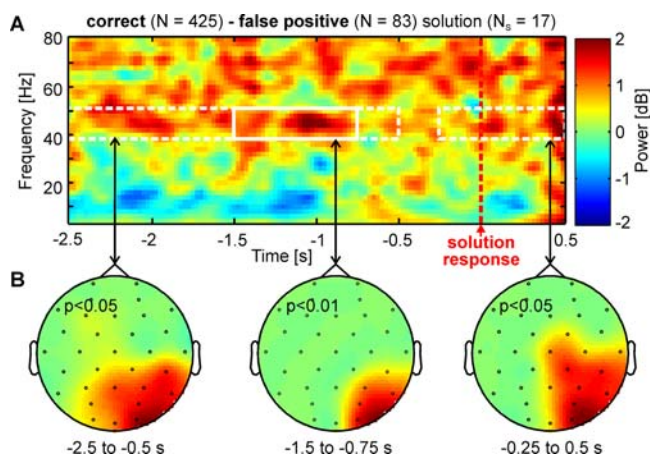 correct (N = 425) - false positive (N = 83) solution (Nₛ = 17)
A
Frequency [Hz]
80
60
40
20
-2.5 -2 -1.5 -1 -0.5 0 0.5
Time [s]
solution
response
2
1
0
-1
-2
Power [dB]
B
p<0.05 p<0.01 p<0.05
-2.5 to -0.5 s -1.5 to -0.75 s -0.25 to 0.5 s